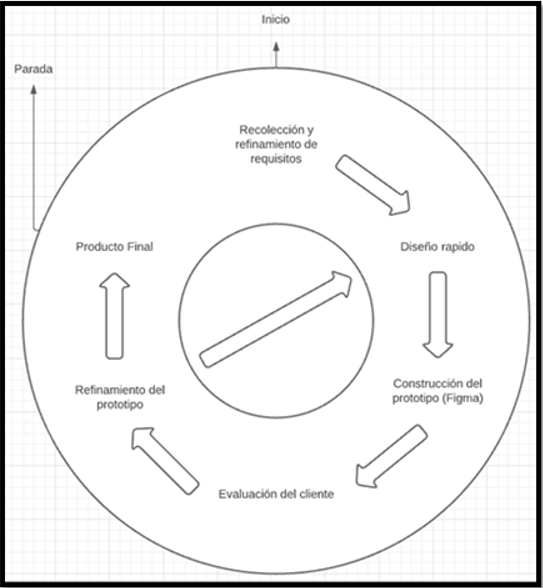 Inicio
Parada
Recolección y
refinamiento de
requisitos
Diseño rapido
Construcción del
prototipo (Figma)
Evaluación del cliente
Refinamiento del
prototipo
Producto Final